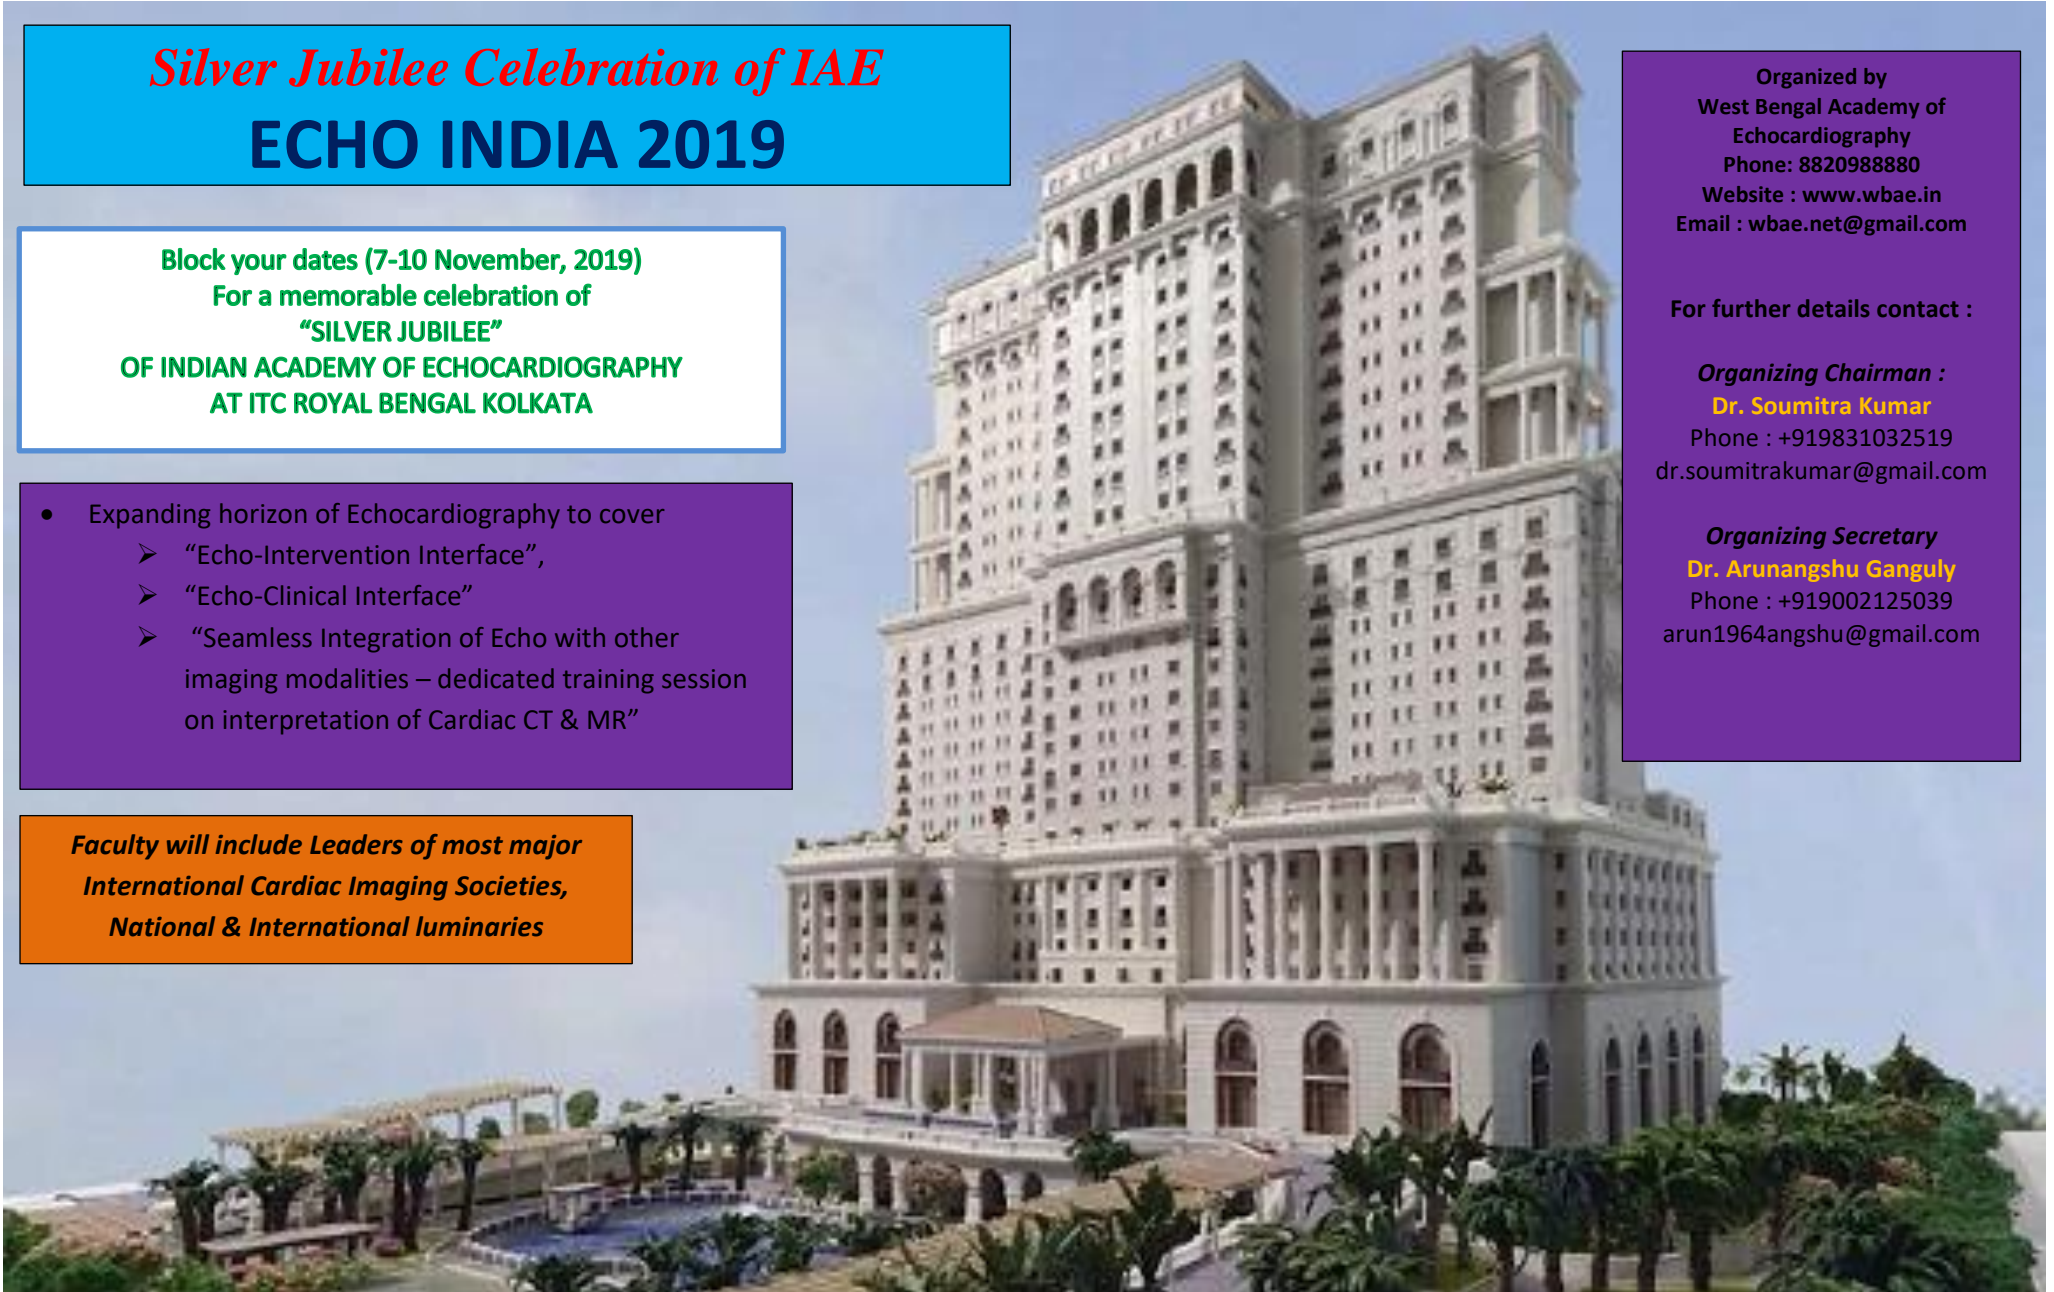 Silver Jubilee Celebration of IAE
ECHO INDIA 2019
Block your dates (7-10 November, 2019)
For a memorable celebration of
“SILVER JUBILEE”
OF INDIAN ACADEMY OF ECHOCARDIOGRAPHY
AT ITC ROYAL BENGAL KOLKATA
• Expanding horizon of Echocardiography to cover
➢ “Echo-Intervention Interface”,
➢ “Echo-Clinical Interface”
➢ “Seamless Integration of Echo with other
imaging modalities – dedicated training session
on interpretation of Cardiac CT & MR”
Faculty will include Leaders of most major
International Cardiac Imaging Societies,
National & International luminaries
Organized by
West Bengal Academy of
Echocardiography
Phone: 8820988880
Website : www.wbae.in
Email : wbae.net@gmail.com
For further details contact :
Organizing Chairman :
Dr. Soumitra Kumar
Phone : +919831032519
dr.soumitrakumar@gmail.com
Organizing Secretary
Dr. Arunangshu Ganguly
Phone : +919002125039
arun1964angshu@gmail.com